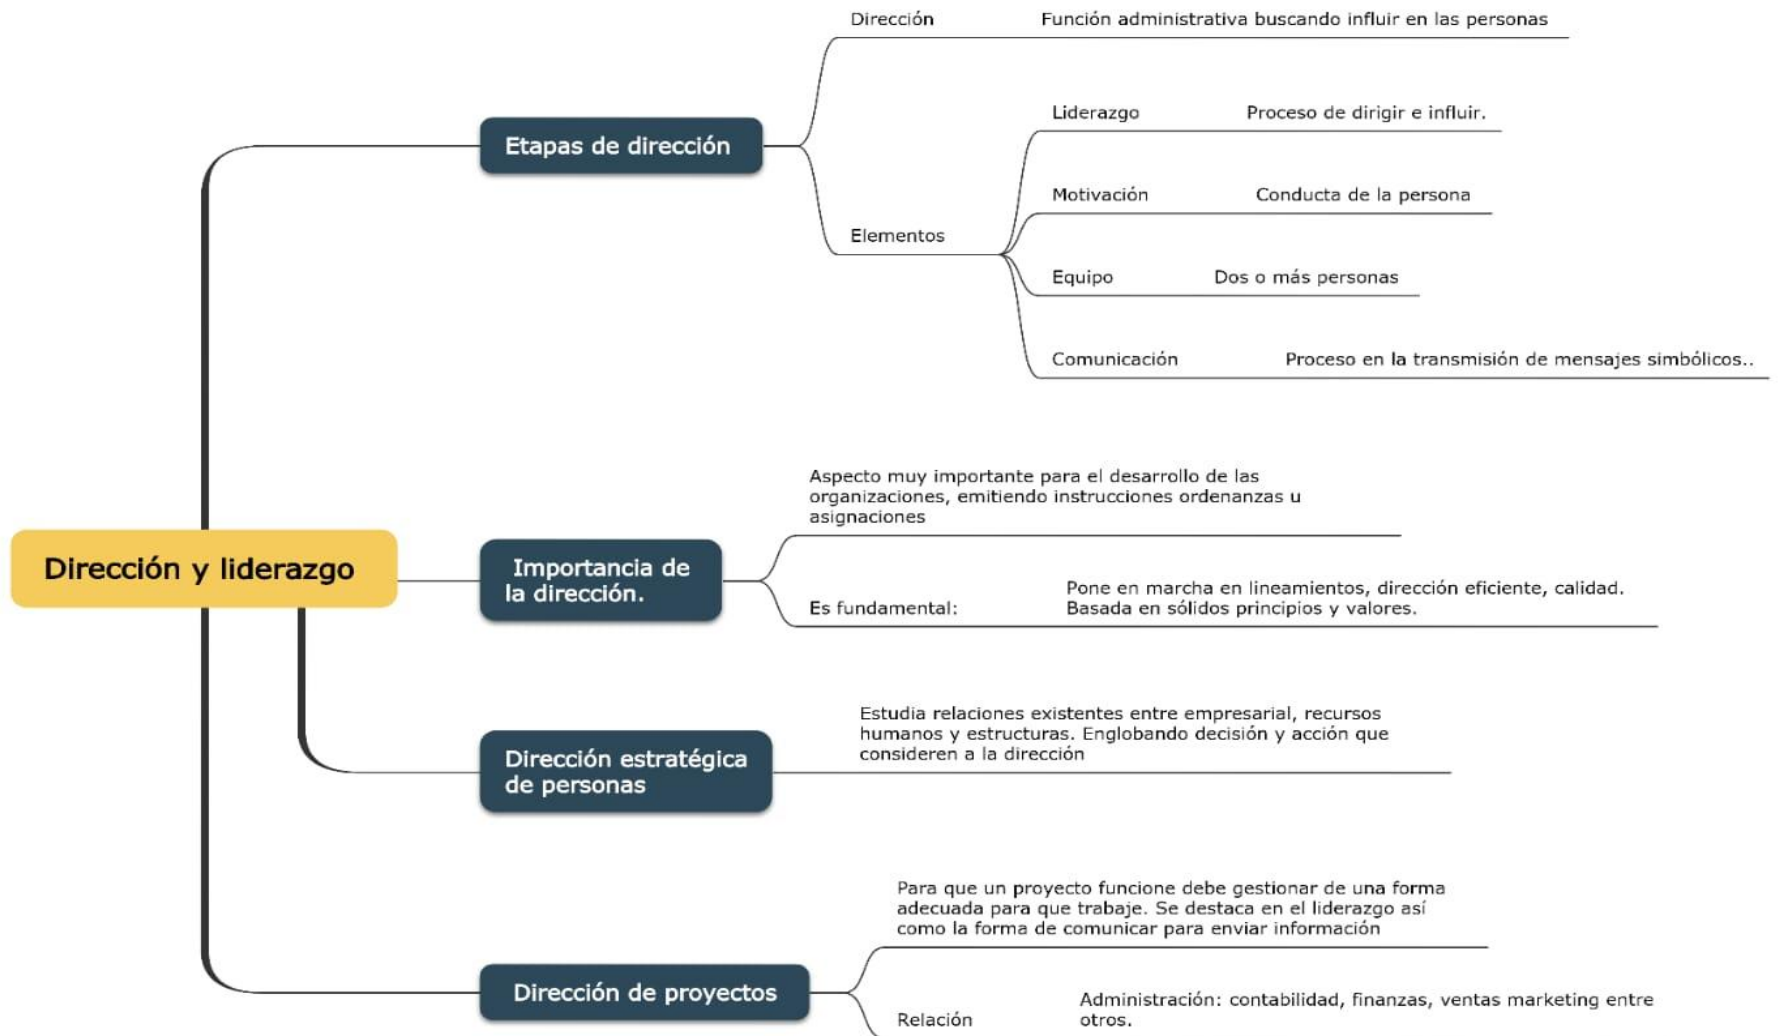 Dirección y liderazgo
Etapas de dirección
Dirección
Función administrativa buscando influir en las personas
Elementos
Liderazgo
Proceso de dirigir e influir.
Motivación
Conducta de la persona
Equipo
Dos o más personas
Comunicación
Proceso en la transmisión de mensajes simbólicos..
Importancia de
la dirección.
Aspecto muy importante para el desarrollo de las
organizaciones, emitiendo instrucciones ordenanzas u
asignaciones
Es fundamental:
Pone en marcha en lineamientos, dirección eficiente, calidad.
Basada en sólidos principios y valores.
Dirección estratégica
de personas
Estudia relaciones existentes entre empresarial, recursos
humanos y estructuras. Englobando decisión y acción que
consideren a la dirección
Dirección de proyectos
Para que un proyecto funcione debe gestionar de una forma
adecuada para que trabaje. Se destaca en el liderazgo así
como la forma de comunicar para enviar información
Relación
Administración: contabilidad, finanzas, ventas marketing entre
otros.